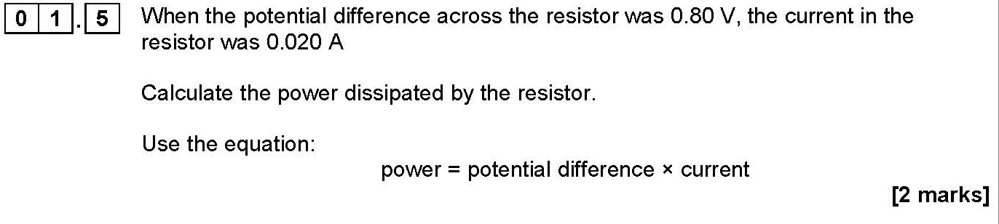 0 1 . 5 When the potential difference across the resistor was 0.80 V, the current in the
resistor was 0.020 A
Calculate the power dissipated by the resistor.
Use the equation:
power = potential difference × current
[2 marks]